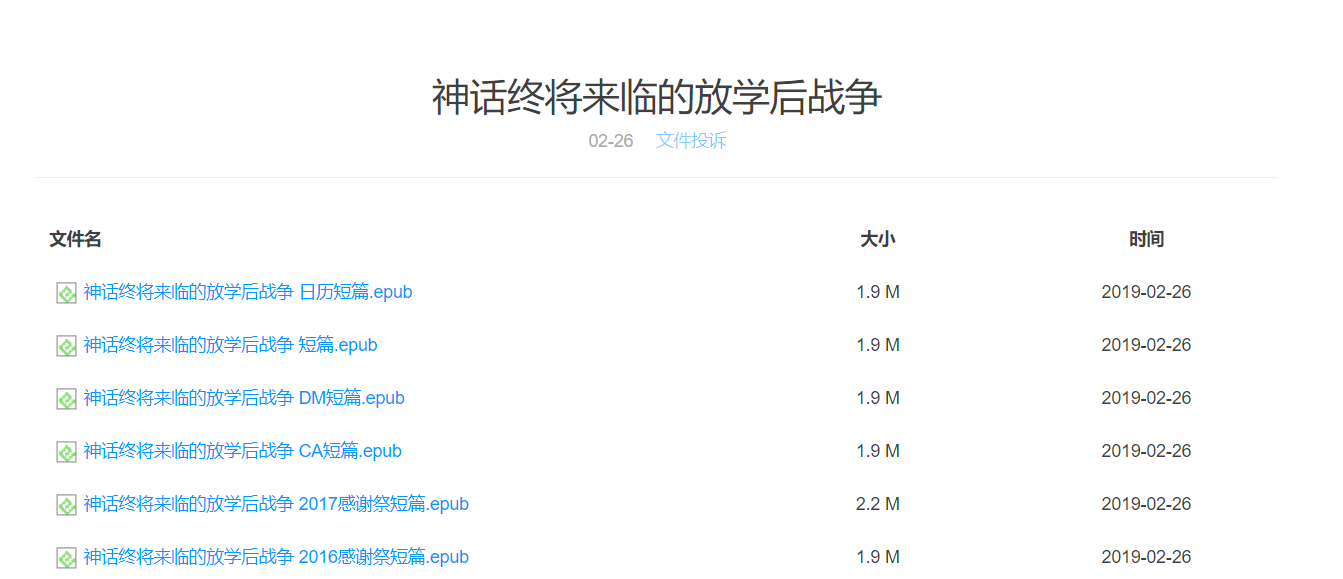 神话终将来临的放学后战争
02-26 文件投诉
文件名 大小 时间
神话终将来临的放学后战争 日历短篇.epub 1.9 M 2019-02-26
神话终将来临的放学后战争 短篇.epub 1.9 M 2019-02-26
神话终将来临的放学后战争 DM短篇.epub 1.9 M 2019-02-26
神话终将来临的放学后战争 CA短篇.epub 1.9 M 2019-02-26
神话终将来临的放学后战争 2017感谢祭短篇.epub 2.2 M 2019-02-26
神话终将来临的放学后战争 2016感谢祭短篇.epub 1.9 M 2019-02-26